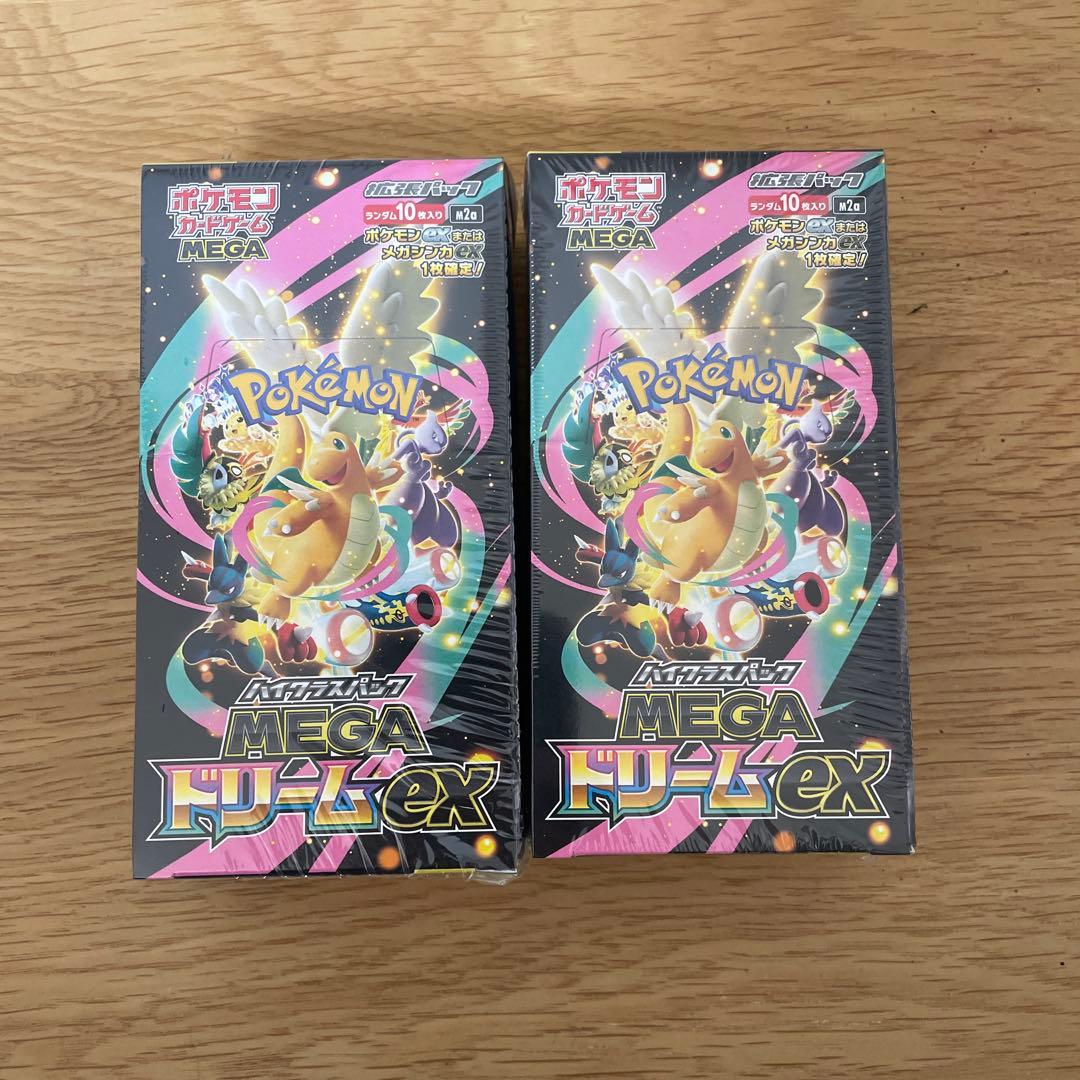 ポケモン
カードゲーム
MEGA
拡張パック
ランダム10枚入り M2a
ポケモンexまたは
メガシンカex
1枚確定!
POKéMON
ハイクラスパック
MEGA
ドリームex
ポケモン
カードゲーム
MEGA
拡張パック
ランダム10枚入り M2a
ポケモンexまたは
メガシンカex
1枚確定!
POKéMON
ハイクラスパック
MEGA
ドリームex